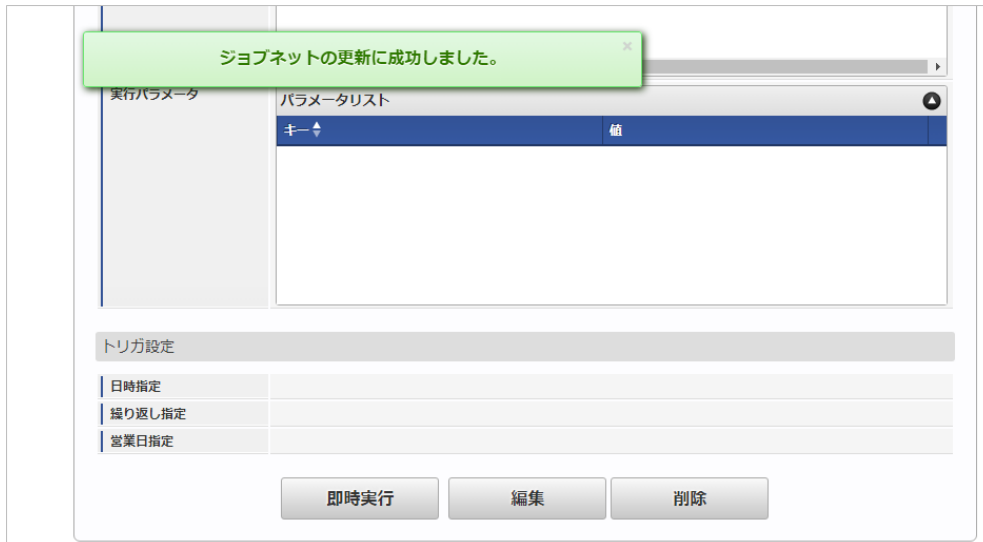 ジョブネットの更新に成功しました。
×
実行パラメータ
パラメータリスト
キー 値
トリガ設定
日時指定
繰り返し指定
営業日指定
即時実行 編集 削除